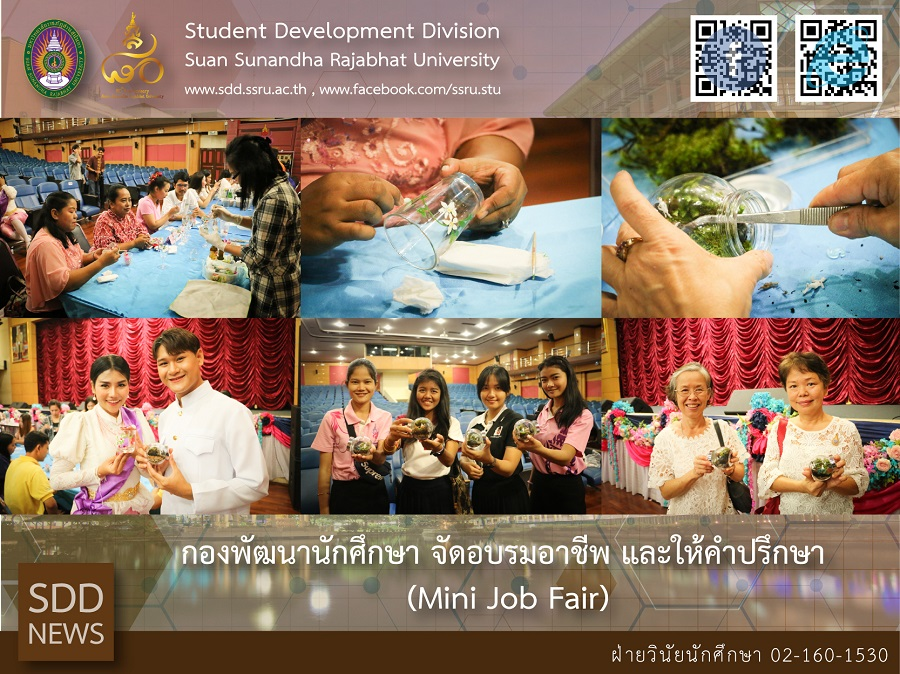 Student Development Division
Suan Sunandha Rajabhat University
www.sdd.ssru.ac.th , www.facebook.com/ssru.stu
กองพัฒนานักศึกษา จัดอบรมอาชีพ และให้คำปรึกษา
(Mini Job Fair)
SDD
NEWS
ฝ่ายวินัยนักศึกษา 02-160-1530